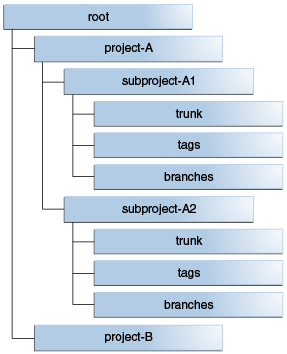 root
project-A
subproject-A1
trunk
tags
branches
subproject-A2
trunk
tags
branches
project-B